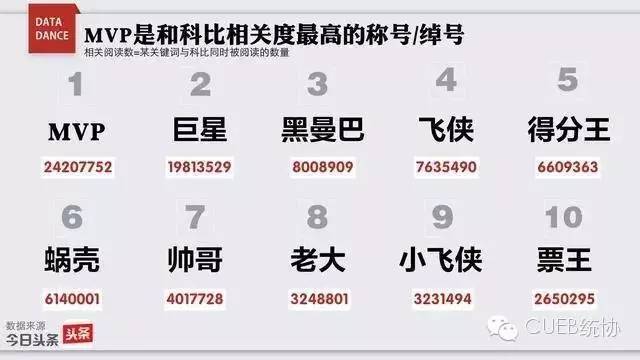 DATA
DANCE
MVP是和科比相关度最高的称号/绰号
相关阅读数=某关键词与科比同时被阅读的数量
1 2 3 4 5
MVP 巨星 黑曼巴 飞侠 得分王
24207752 19813529 8008909 7635490 6609363
6 7 8 9 10
蜗壳 帅哥 老大 小飞侠 票王
6140001 4017728 3248801 3231494 2650295
数据来源
今日头条 头条
CUEB统协